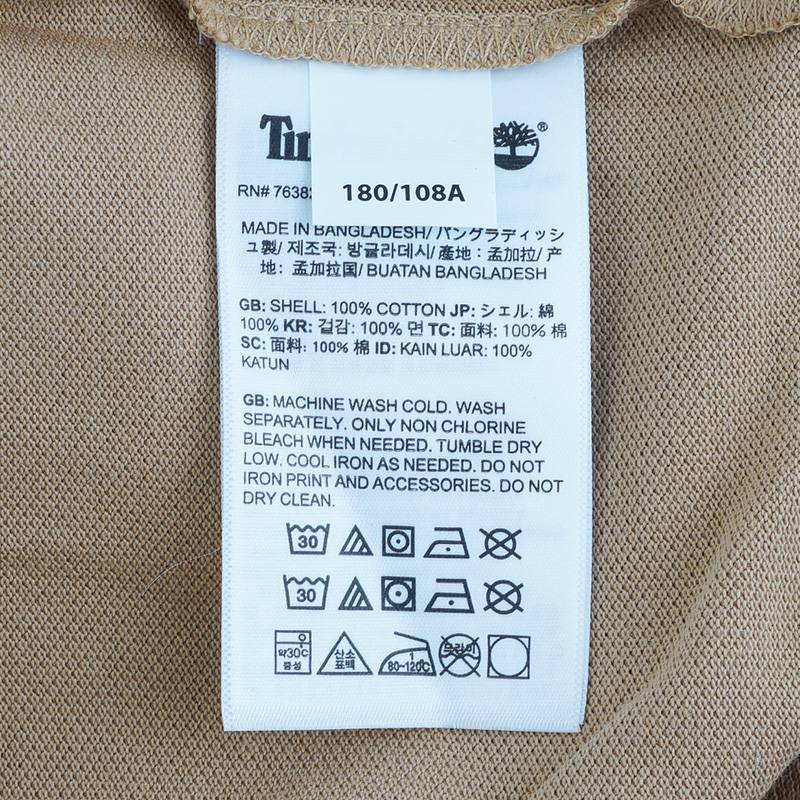 180/108A
RN# 7638
MADE IN BANGLADESH/ バングラディッシ
ュ製/ 제조국: 방글라데시/ 產地：孟加拉/ 产
地：孟加拉国/ BUATAN BANGLADESH
GB: SHELL: 100% COTTON JP: シェル: 綿
100% KR: 겉감: 100% 면 TC: 面料: 100% 棉
SC: 面料: 100% 棉 ID: KAIN LUAR: 100%
KATUN
GB: MACHINE WASH COLD. WASH
SEPARATELY. ONLY NON CHLORINE
BLEACH WHEN NEEDED. TUMBLE DRY
LOW. COOL IRON AS NEEDED. DO NOT
IRON PRINT AND ACCESSORIES. DO NOT
DRY CLEAN.
30
30
약30℃ 중성 산소 표백 1 80~120℃ 드라이